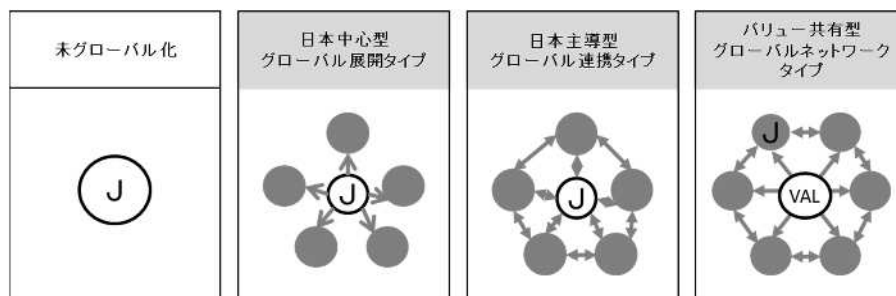 未グローバル化
日本中心型
グローバル展開タイプ
日本主導型
グローバル連携タイプ
バリュー共有型
グローバルネットワーク
タイプ
J
J
J
J
VAL